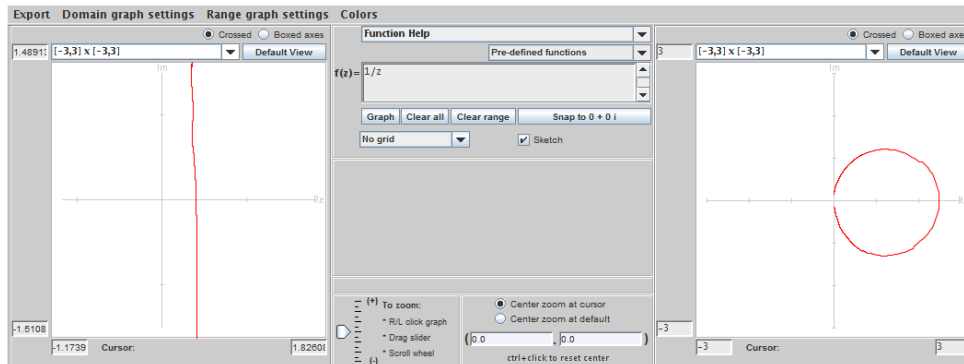 Export Domain graph settings Range graph settings Colors
Crossed Boxed axes
1.4891
[-3,3] x [-3,3] Default View
Im
Re
-1.5108
-1.1739 Cursor: 1.8260
Function Help
Pre-defined functions
f(z)= 1/z
Graph Clear all Clear range Snap to 0 + 0 i
No grid Sketch
(+) To zoom:
* R/L click graph
* Drag slider
* Scroll wheel
(-)
Center zoom at cursor
Center zoom at default
( 0.0 , 0.0 )
ctrl+click to reset center
Crossed Boxed axe
3 [-3,3] x [-3,3] Default View
Im
R
-3
-3 Cursor: 3